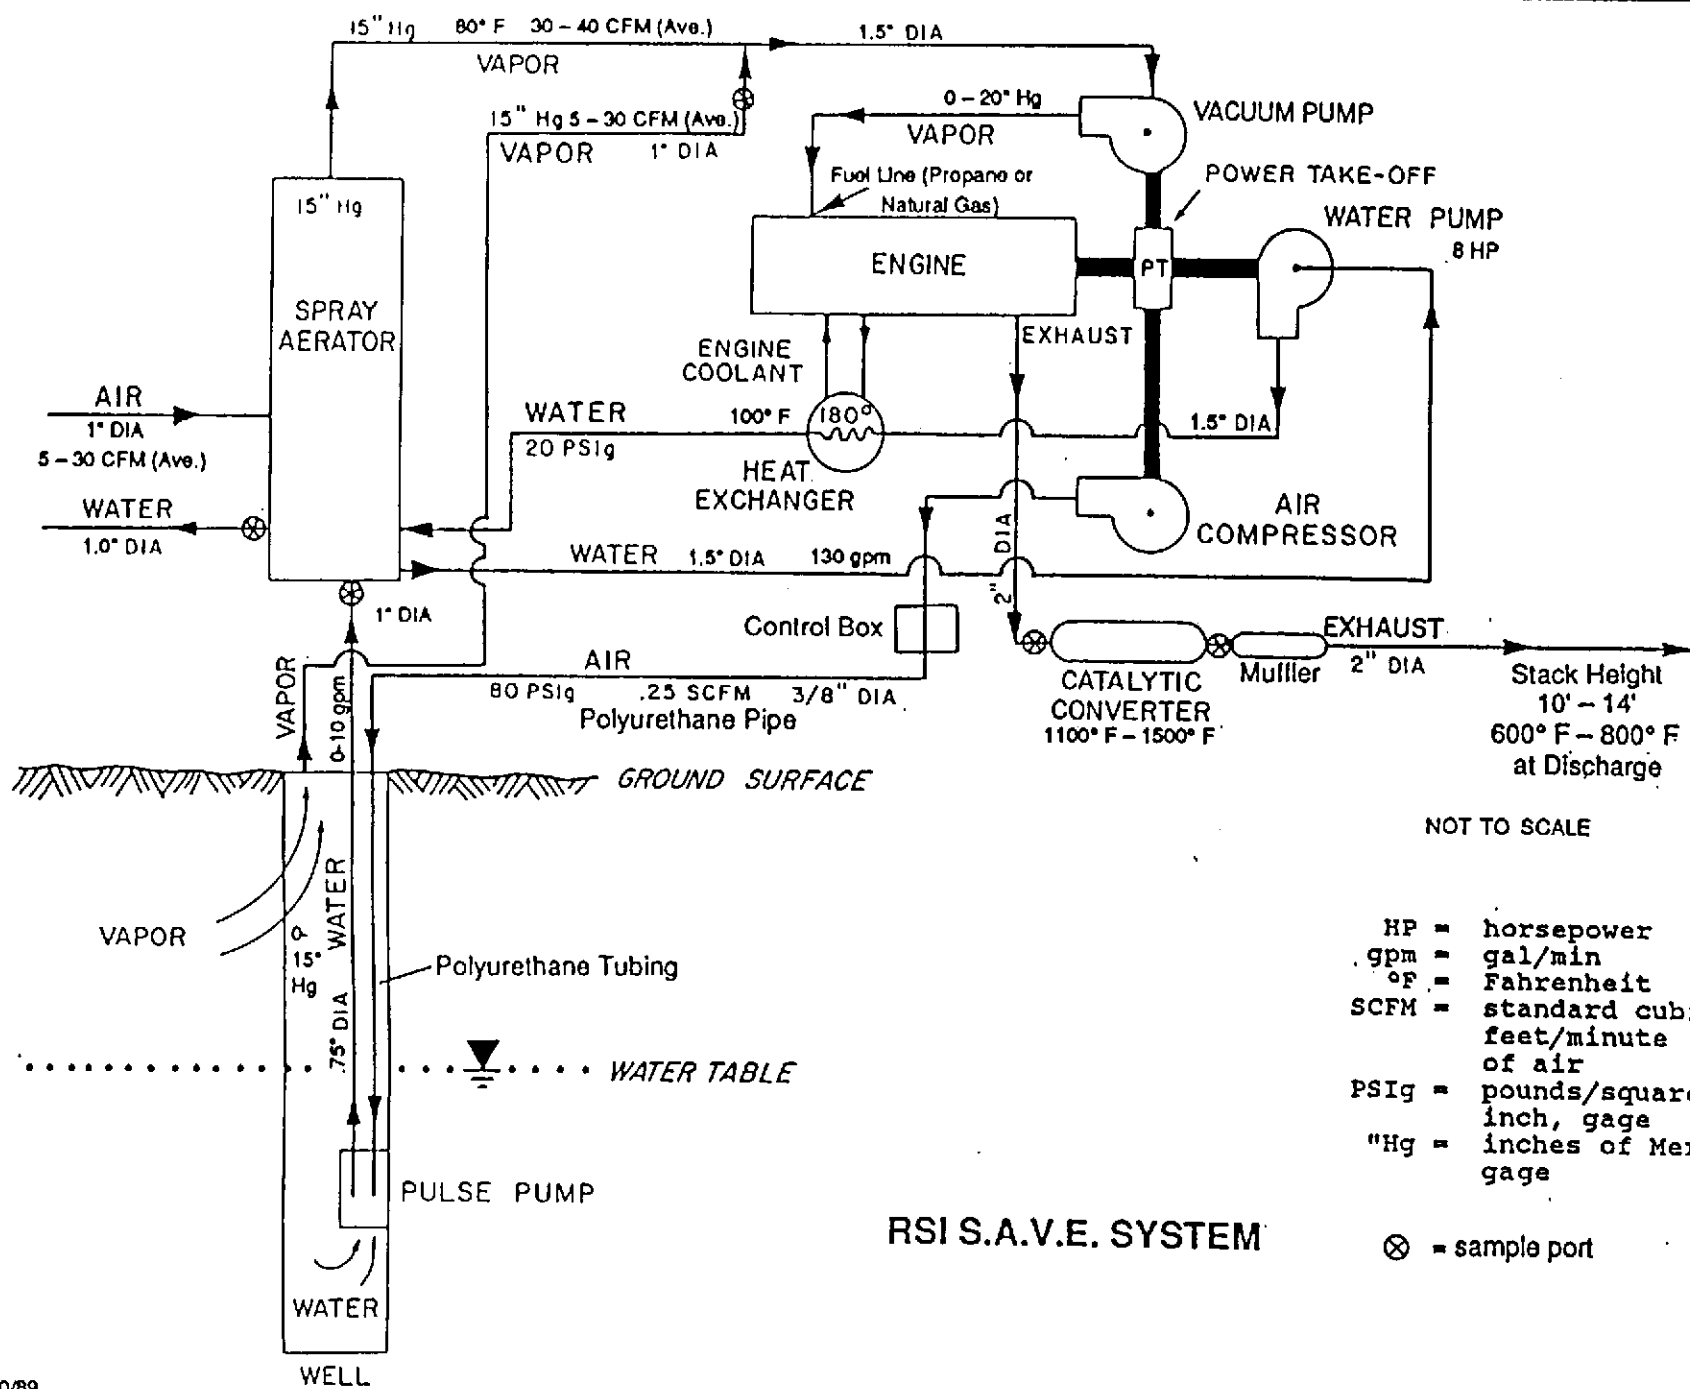 15" Hg 80° F 30 – 40 CFM (Ave.)
VAPOR
1.5" DIA
15" Hg 5 – 30 CFM (Ave.)
VAPOR 1" DIA
0 – 20" Hg
VAPOR
VACUUM PUMP
Fuel Line (Propane or
Natural Gas)
POWER TAKE-OFF
WATER PUMP
8 HP
15" Hg
SPRAY
AERATOR
ENGINE
PT
EXHAUST
ENGINE
COOLANT
AIR
1" DIA
5 – 30 CFM (Ave.)
WATER
20 PSIg
100° F
180°
1.5" DIA
HEAT
EXCHANGER
WATER
1.0" DIA
AIR
COMPRESSOR
WATER 1.5" DIA 130 gpm
2" DIA
1" DIA
Control Box
EXHAUST
2" DIA
Muffler
CATALYTIC
CONVERTER
1100° F – 1500° F
Stack Height
10' – 14'
600° F – 800° F
at Discharge
VAPOR
0-10 gpm
AIR
80 PSIg .25 SCFM 3/8" DIA
Polyurethane Pipe
GROUND SURFACE
NOT TO SCALE
VAPOR
0-
15"
Hg
.75" DIA WATER
Polyurethane Tubing
WATER TABLE
PULSE PUMP
WATER
WELL
HP = horsepower
gpm = gal/min
°F = Fahrenheit
SCFM = standard cub
feet/minute
of air
PSIg = pounds/square
inch, gage
"Hg = inches of Mer
gage
RSI S.A.V.E. SYSTEM
⊗ = sample port
0/89